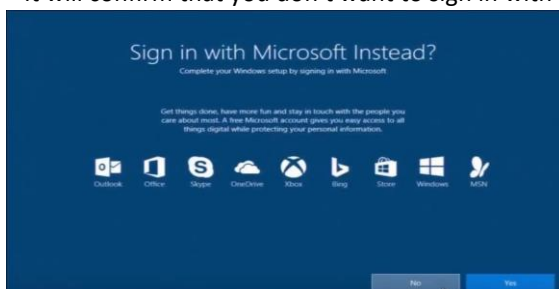 It will confirm that you don't want to sign in with
Sign in with Microsoft Instead?
Complete your Windows setup by signing in with Microsoft
Get things done, have more fun and stay in touch with the people you
care about most. A free Microsoft account gives you easy access to all
things digital while protecting your personal information.
Outlook Office Skype OneDrive Xbox Bing Store Windows MSN
No Yes